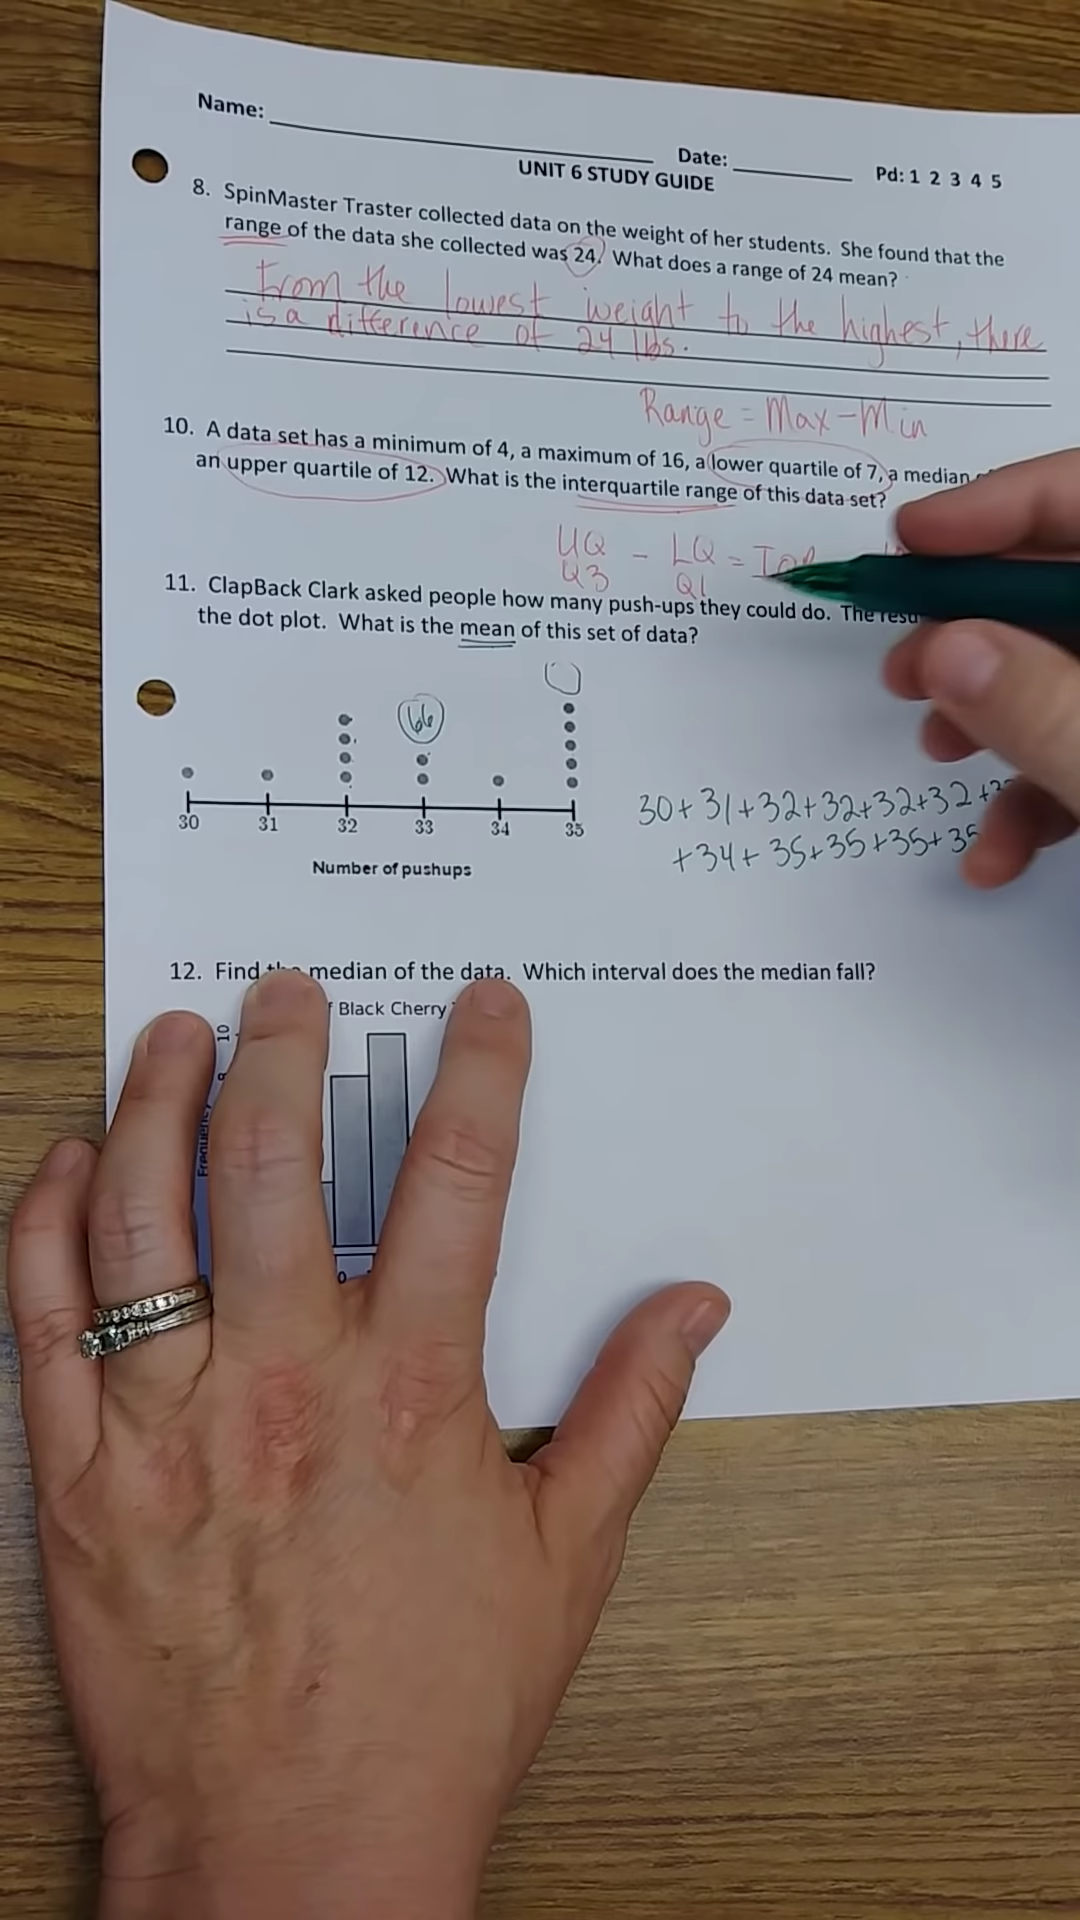 Name:
Date:
Pd: 1 2 3 4 5
UNIT 6 STUDY GUIDE
8. SpinMaster Traster collected data on the weight of her students. She found that the
range of the data she collected was 24. What does a range of 24 mean?
From the lowest weight to the highest, there
is a difference of 24 lbs.
Range = Max - Min
10. A data set has a minimum of 4, a maximum of 16, a lower quartile of 7, a median
an upper quartile of 12. What is the interquartile range of this data set?
UQ - LQ =
Q3 Q1
11. ClapBack Clark asked people how many push-ups they could do. The
the dot plot. What is the mean of this set of data?
66
30 31 32 33 34 35
Number of pushups
30+31+32+32+32+32+
+34+35+35+35+35
12. Find median of the data. Which interval does the median fall?
Black Cherry
10
Frequency
0